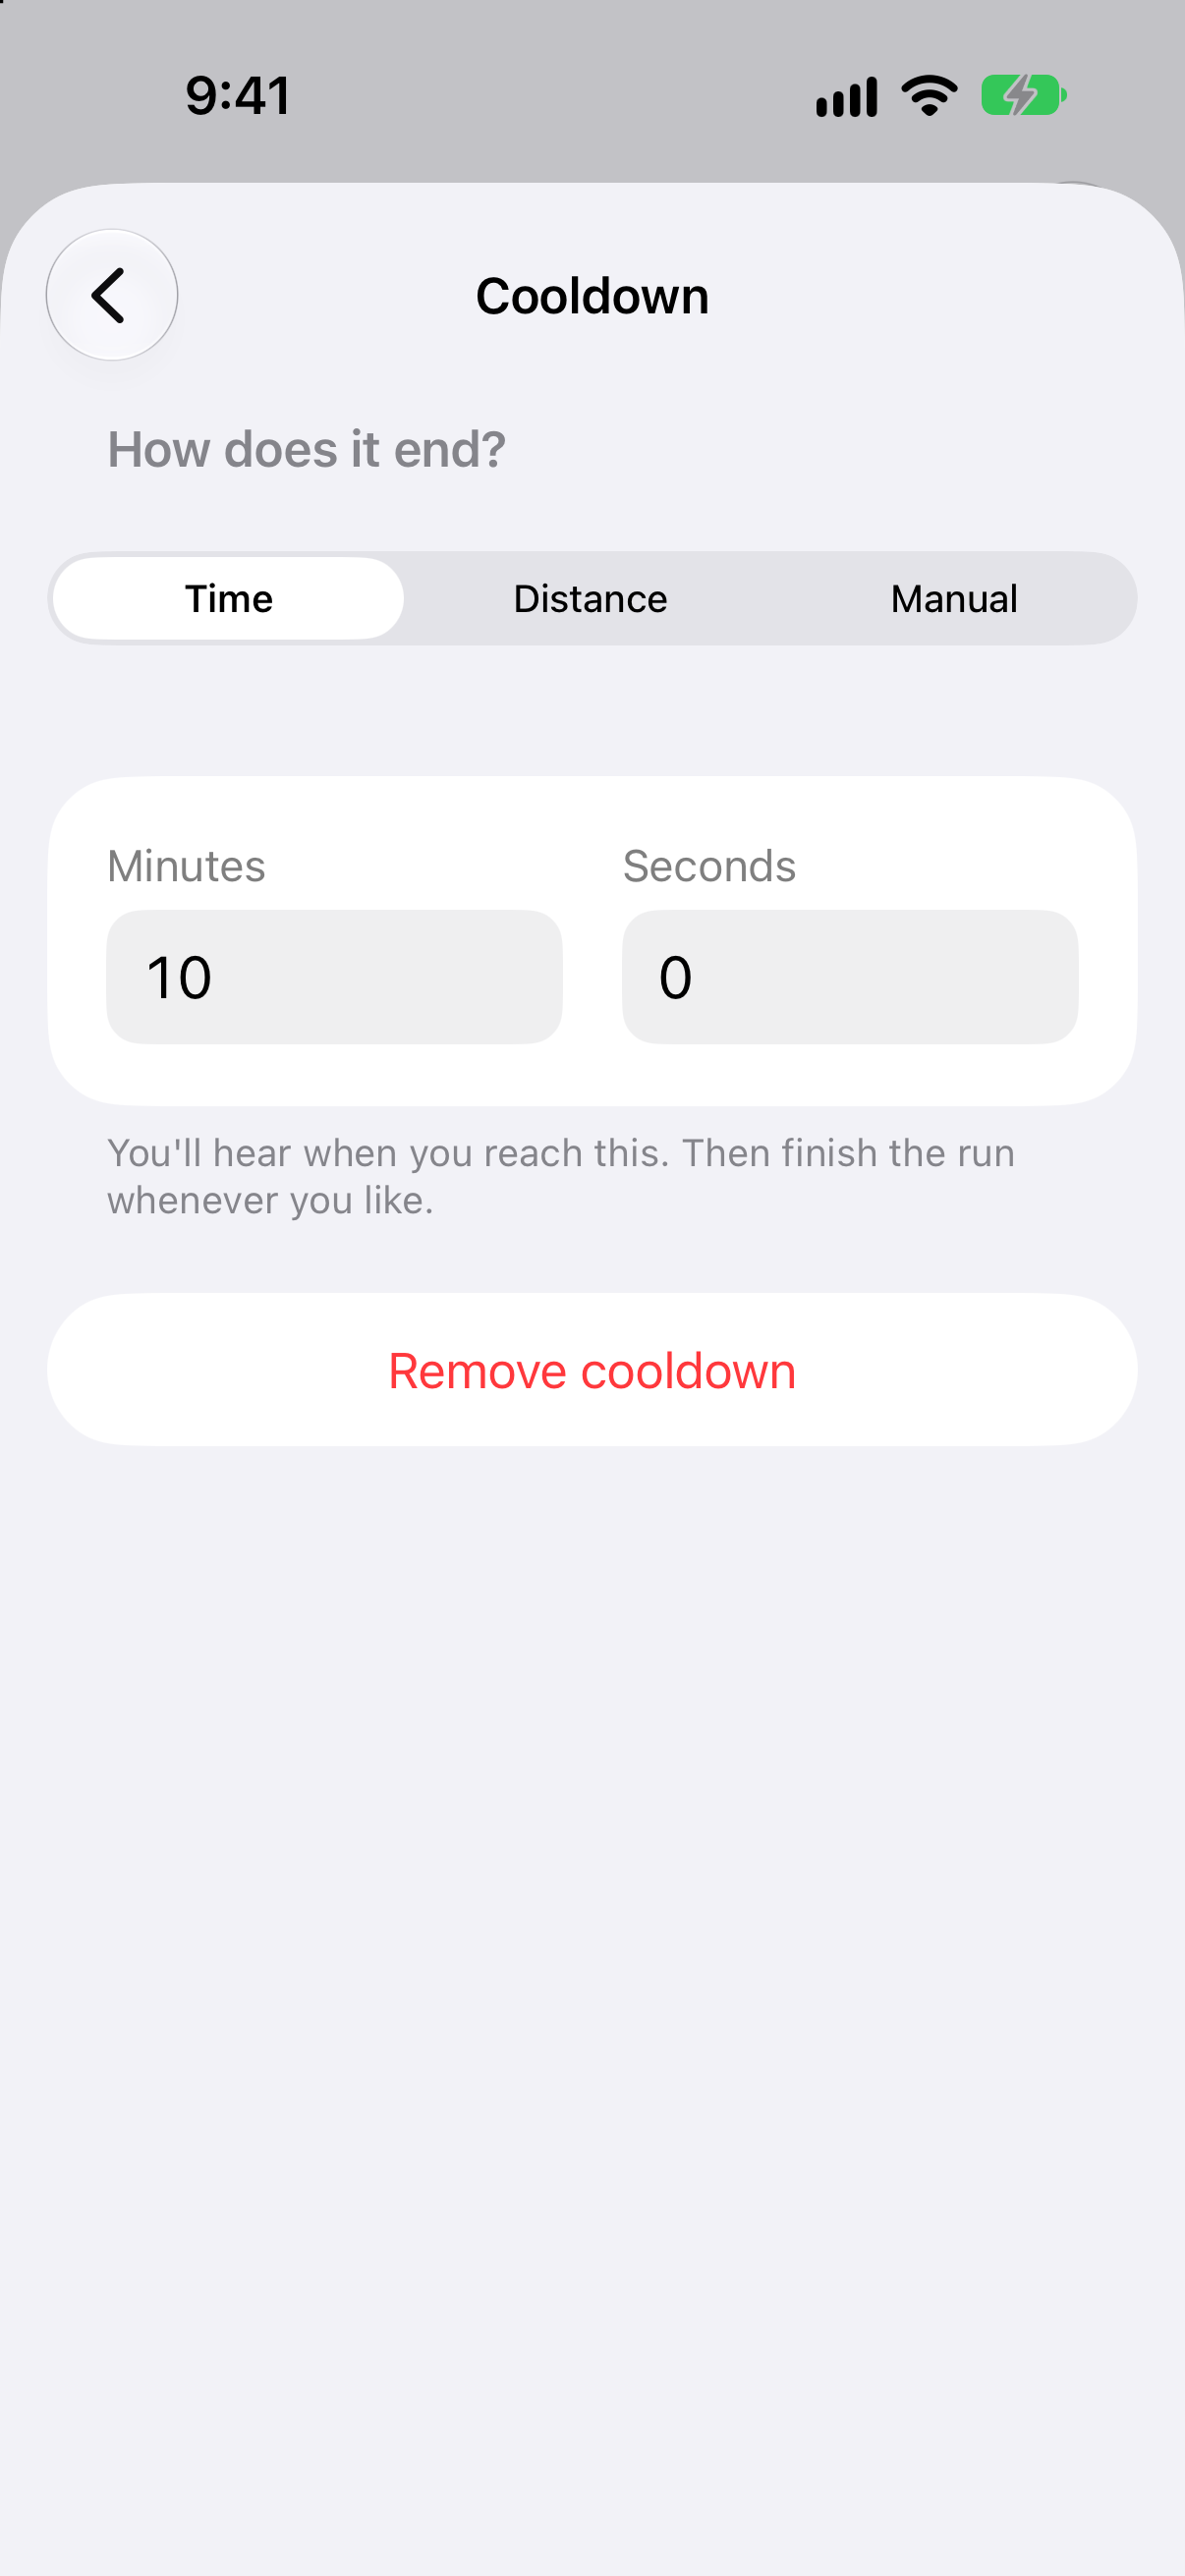 9:41
Cooldown
How does it end?
Time Distance Manual
Minutes Seconds
10 0
You'll hear when you reach this. Then finish the run
whenever you like.
Remove cooldown